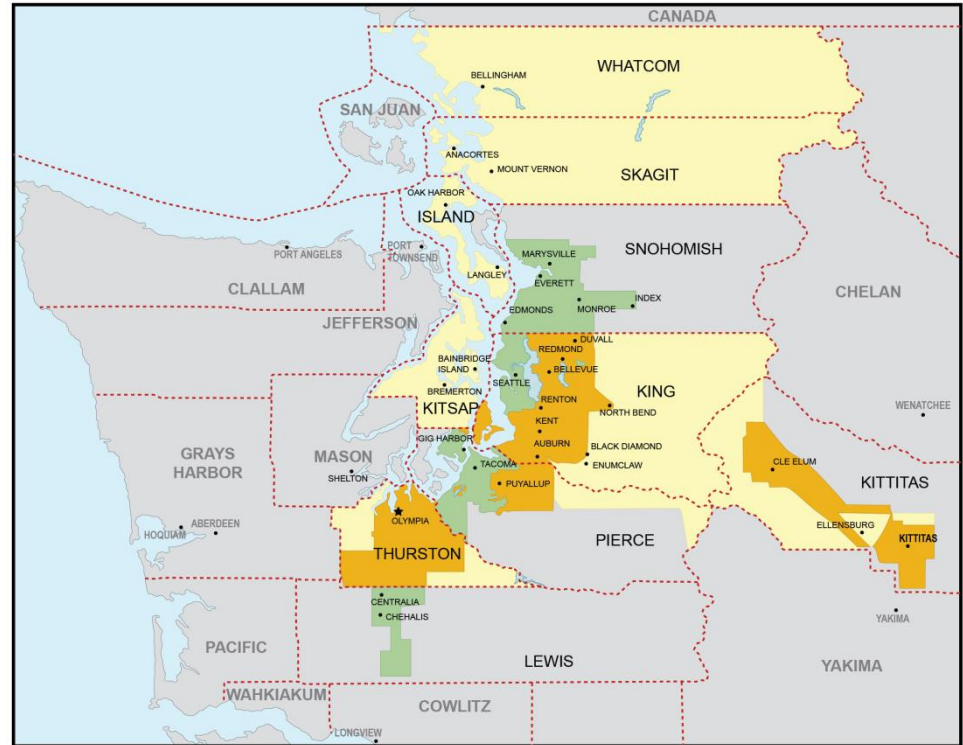 CANADA
WHATCOM
BELLINGHAM
SAN JUAN
ANACORTES
MOUNT VERNON
SKAGIT
OAK HARBOR
ISLAND
PORT
TOWNSEND
PORT ANGELES
LANGLEY
MARYSVILLE
SNOHOMISH
EVERETT
CLALLAM
CHELAN
INDEX
MONROE
EDMONDS
JEFFERSON
DUVALL
REDMOND
BAINBRIDGE
ISLAND
BELLEVUE
SEATTLE
BREMERTON
KING
KITSAP
RENTON
NORTH BEND
WENATCHEE
KENT
GIG HARBOR
AUBURN
BLACK DIAMOND
MASON
GRAYS
HARBOR
SHELTON
TACOMA
ENUMCLAW
CLE ELUM
PUYALLUP
KITTITAS
ABERDEEN
HOQUIAM
OLYMPIA
ELLENSBURG
KITTITAS
PIERCE
THURSTON
CENTRALIA
CHEHALIS
YAKIMA
PACIFIC
LEWIS
YAKIMA
WAHKIAKUM
COWLITZ
LONGVIEW